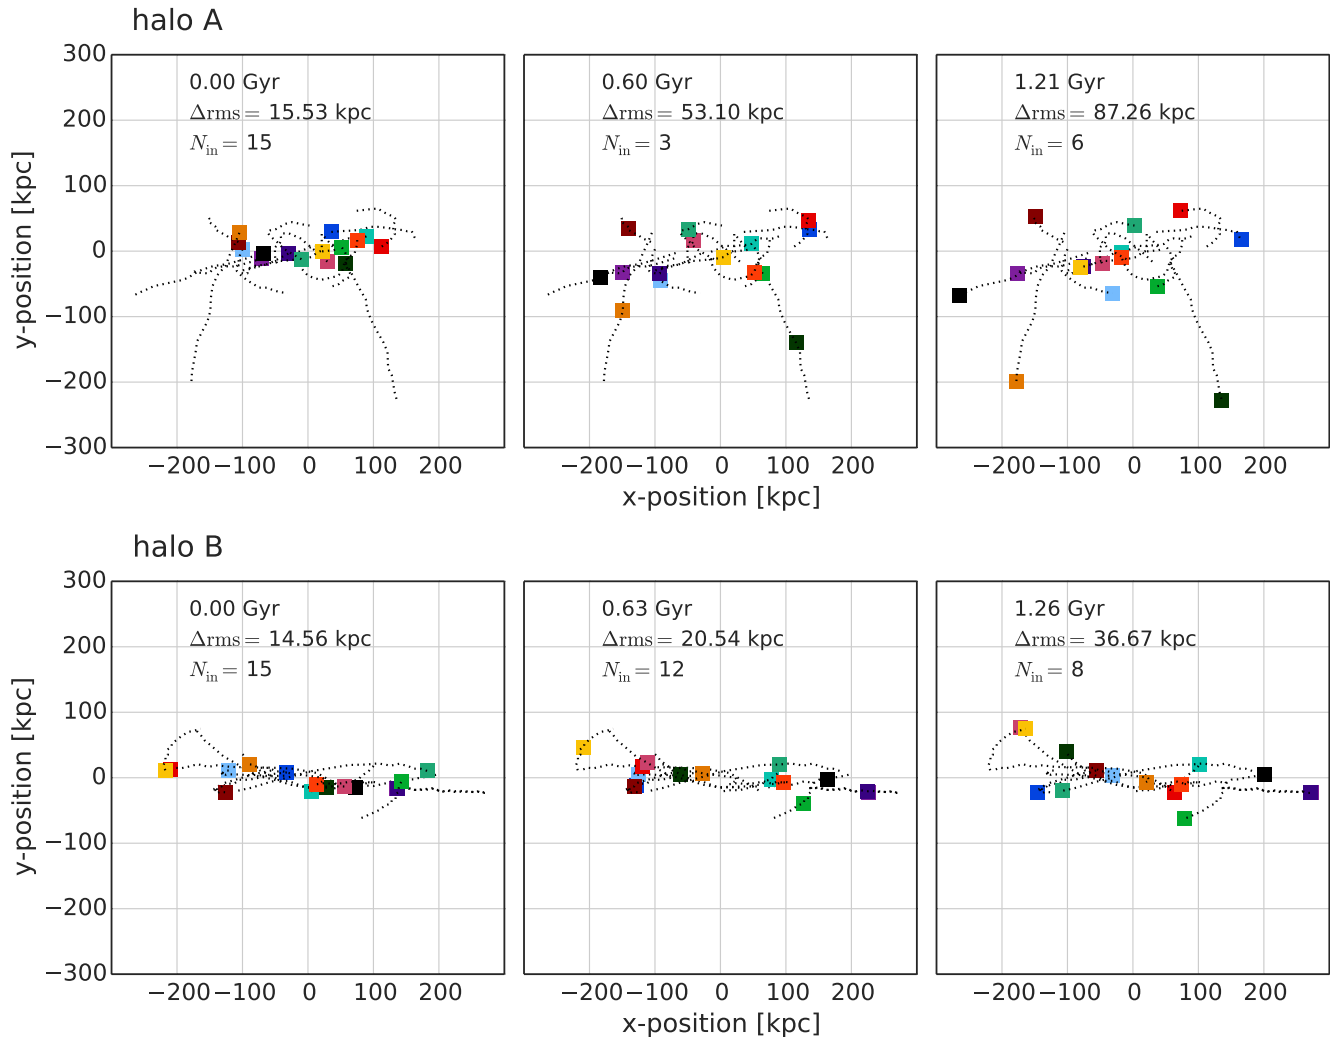 halo A
300
200
100
0
−100
−200
−300
y-position [kpc]
0.00 Gyr
Δrms = 15.53 kpc
N_in = 15
0.60 Gyr
Δrms = 53.10 kpc
N_in = 3
1.21 Gyr
Δrms = 87.26 kpc
N_in = 6
−200 −100 0 100 200
−200 −100 0 100 200
−200 −100 0 100 200
x-position [kpc]
halo B
300
200
100
0
−100
−200
−300
y-position [kpc]
0.00 Gyr
Δrms = 14.56 kpc
N_in = 15
0.63 Gyr
Δrms = 20.54 kpc
N_in = 12
1.26 Gyr
Δrms = 36.67 kpc
N_in = 8
−200 −100 0 100 200
−200 −100 0 100 200
−200 −100 0 100 200
x-position [kpc]